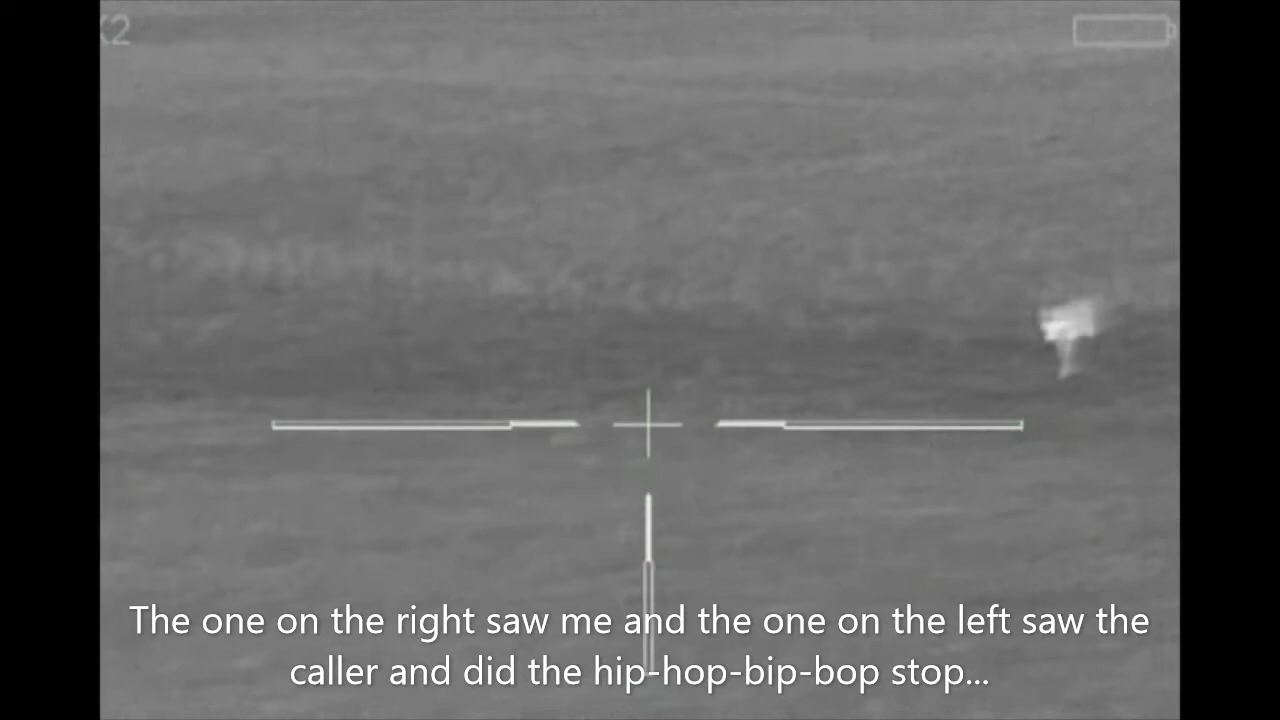 X2
The one on the right saw me and the one on the left saw the
caller and did the hip-hop-bip-bop stop...